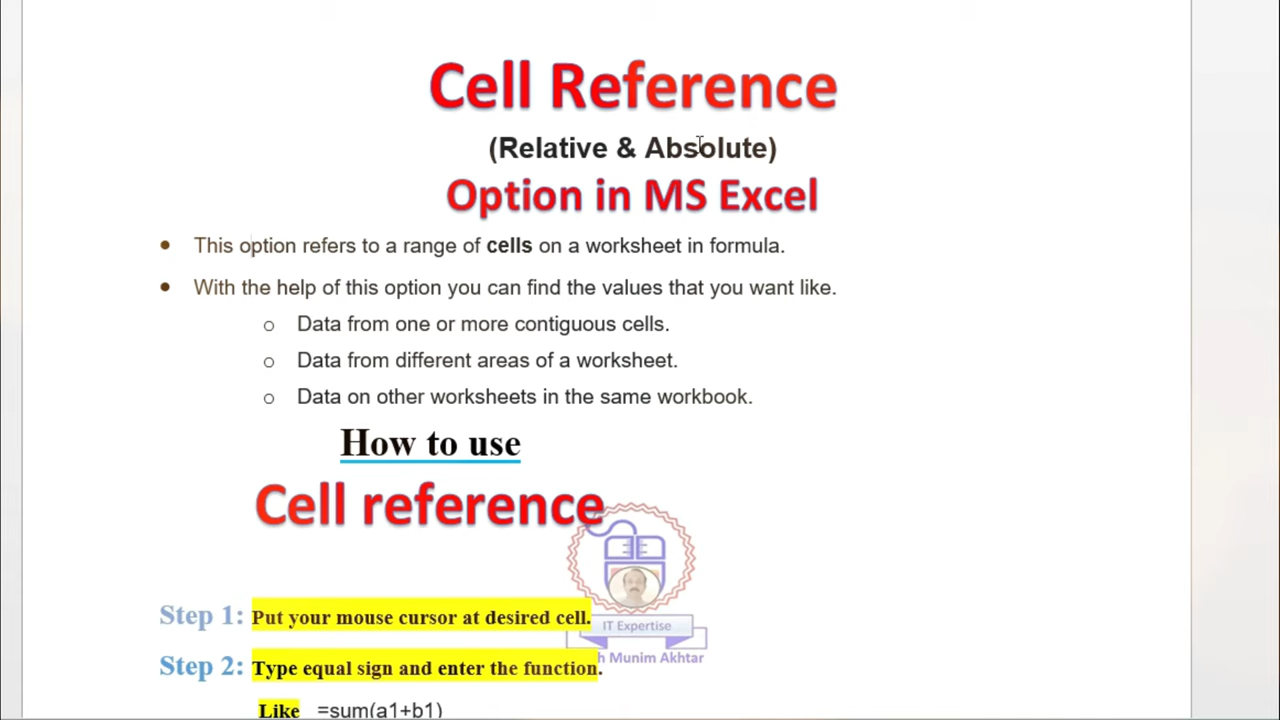 Cell Reference
(Relative & Absolute)
Option in MS Excel
• This option refers to a range of cells on a worksheet in formula.
• With the help of this option you can find the values that you want like.
o Data from one or more contiguous cells.
o Data from different areas of a worksheet.
o Data on other worksheets in the same workbook.
How to use
Cell reference
Step 1: Put your mouse cursor at desired cell.
IT Expertise
h Munim Akhtar
Step 2: Type equal sign and enter the function.
Like =sum(a1+b1)